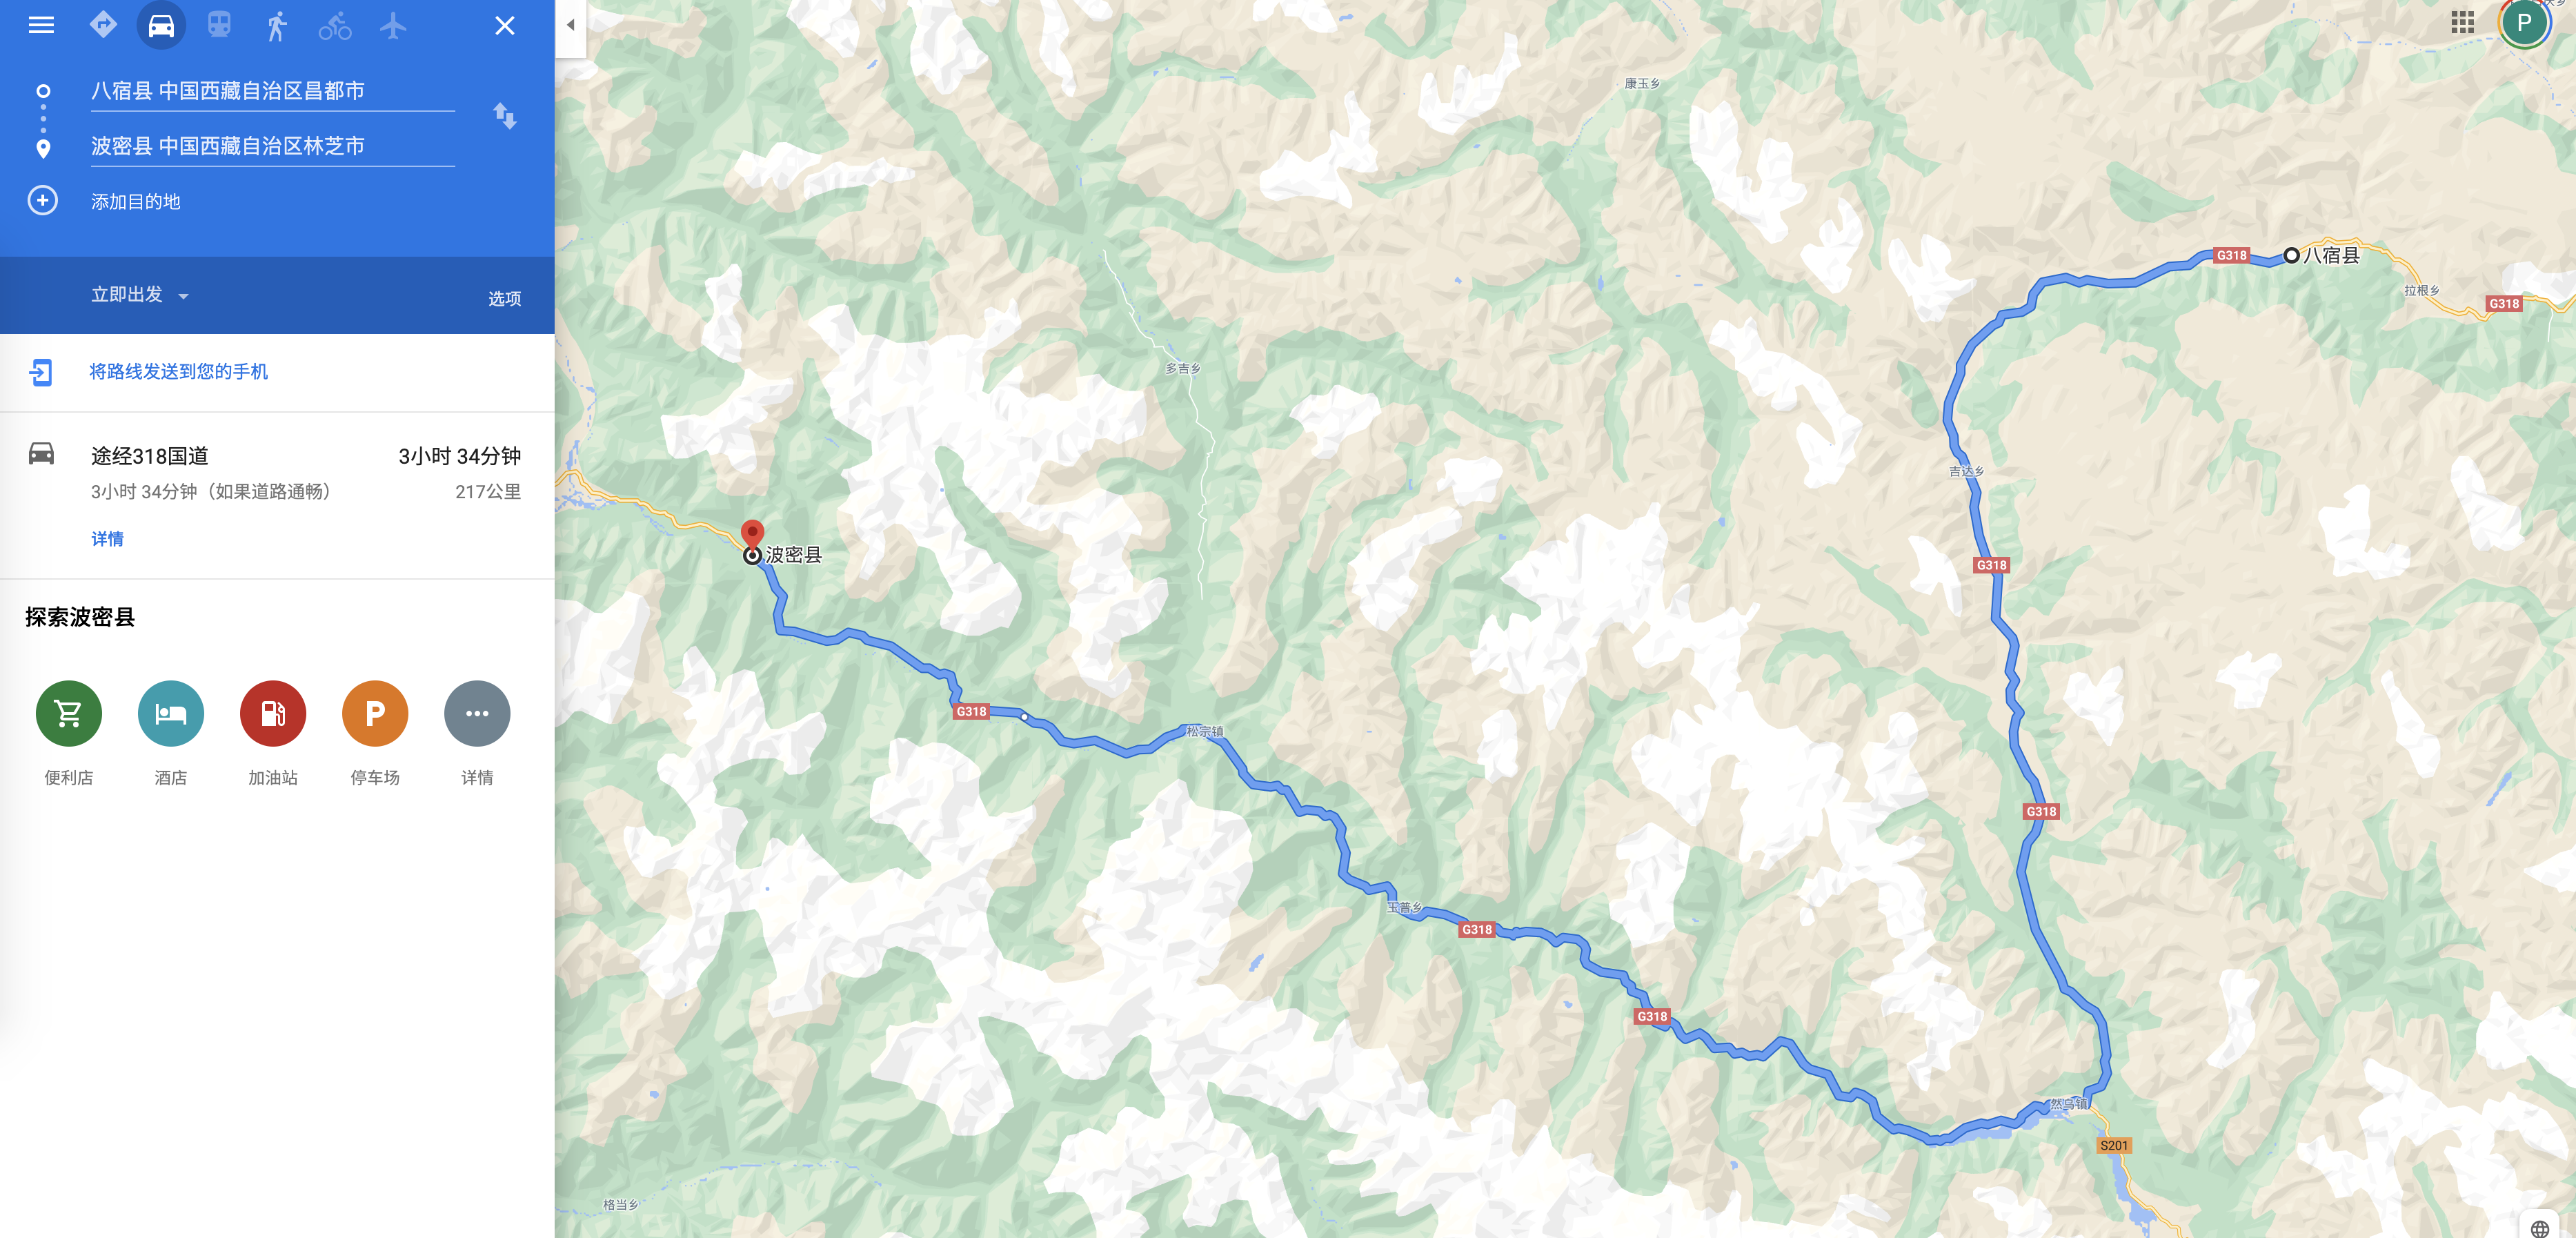 八宿县 中国西藏自治区昌都市
波密县 中国西藏自治区林芝市
添加目的地
立即出发
选项
将路线发送到您的手机
途经318国道
3小时 34分钟
3小时 34分钟（如果道路通畅）
217公里
详情
探索波密县
P
便利店
酒店
加油站
停车场
详情
P
康玉乡
G318
八宿县
拉根乡
G318
多吉乡
吉达乡
波密县
G318
G318
松宗镇
G318
玉普乡
G318
G318
然乌镇
S201
格当乡